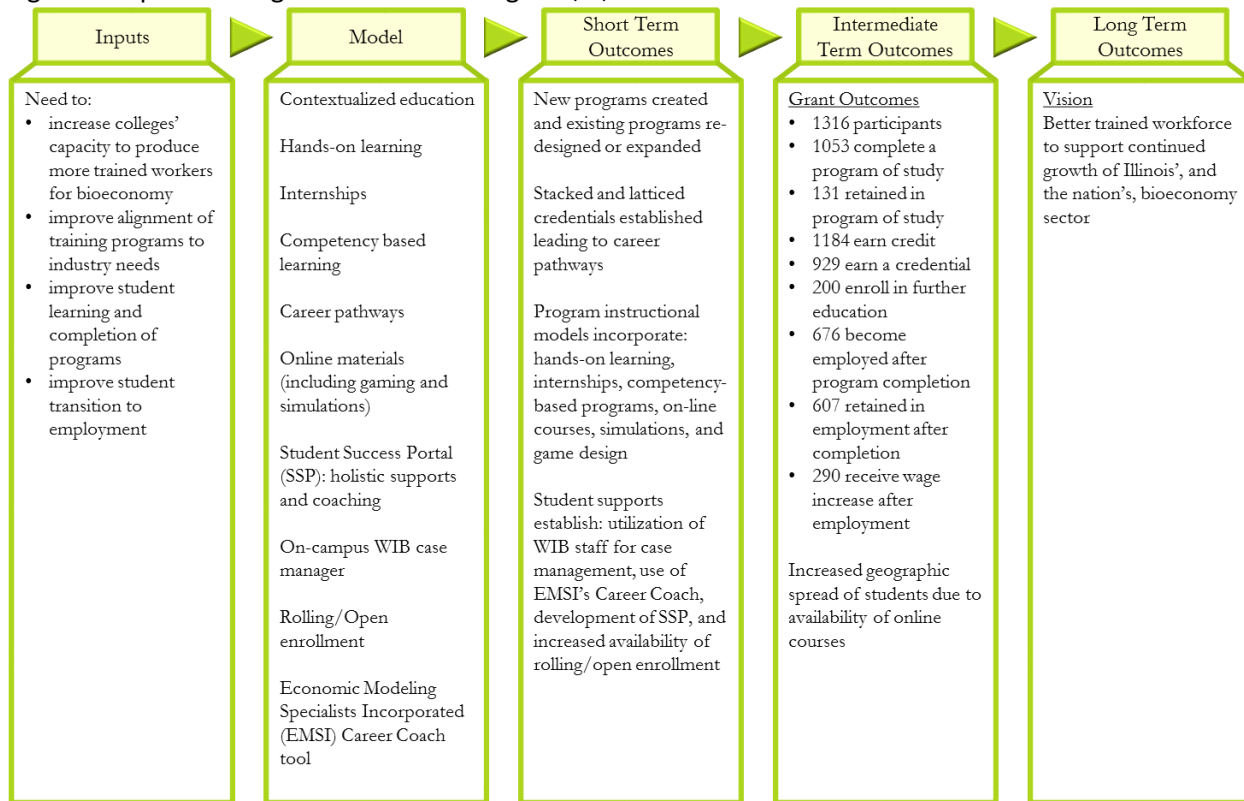 Inputs
Need to:
• increase colleges’
capacity to produce
more trained workers
for bioeconomy
• improve alignment of
training programs to
industry needs
• improve student
learning and
completion of
programs
• improve student
transition to
employment
Model
Contextualized education
Hands-on learning
Internships
Competency based
learning
Career pathways
Online materials
(including gaming and
simulations)
Student Success Portal
(SSP): holistic supports
and coaching
On-campus WIB case
manager
Rolling/Open
enrollment
Economic Modeling
Specialists Incorporated
(EMSI) Career Coach
tool
Short Term
Outcomes
New programs created
and existing programs re-
designed or expanded
Stacked and latticed
credentials established
leading to career
pathways
Program instructional
models incorporate:
hands-on learning,
internships, competency-
based programs, on-line
courses, simulations, and
game design
Student supports
establish: utilization of
WIB staff for case
management, use of
EMSI’s Career Coach,
development of SSP, and
increased availability of
rolling/open enrollment
Intermediate
Term Outcomes
Grant Outcomes
• 1316 participants
• 1053 complete a
program of study
• 131 retained in
program of study
• 1184 earn credit
• 929 earn a credential
• 200 enroll in further
education
• 676 become
employed after
program completion
• 607 retained in
employment after
completion
• 290 receive wage
increase after
employment
Increased geographic
spread of students due to
availability of online
courses
Long Term
Outcomes
Vision
Better trained workforce
to support continued
growth of Illinois’, and
the nation’s, bioeconomy
sector